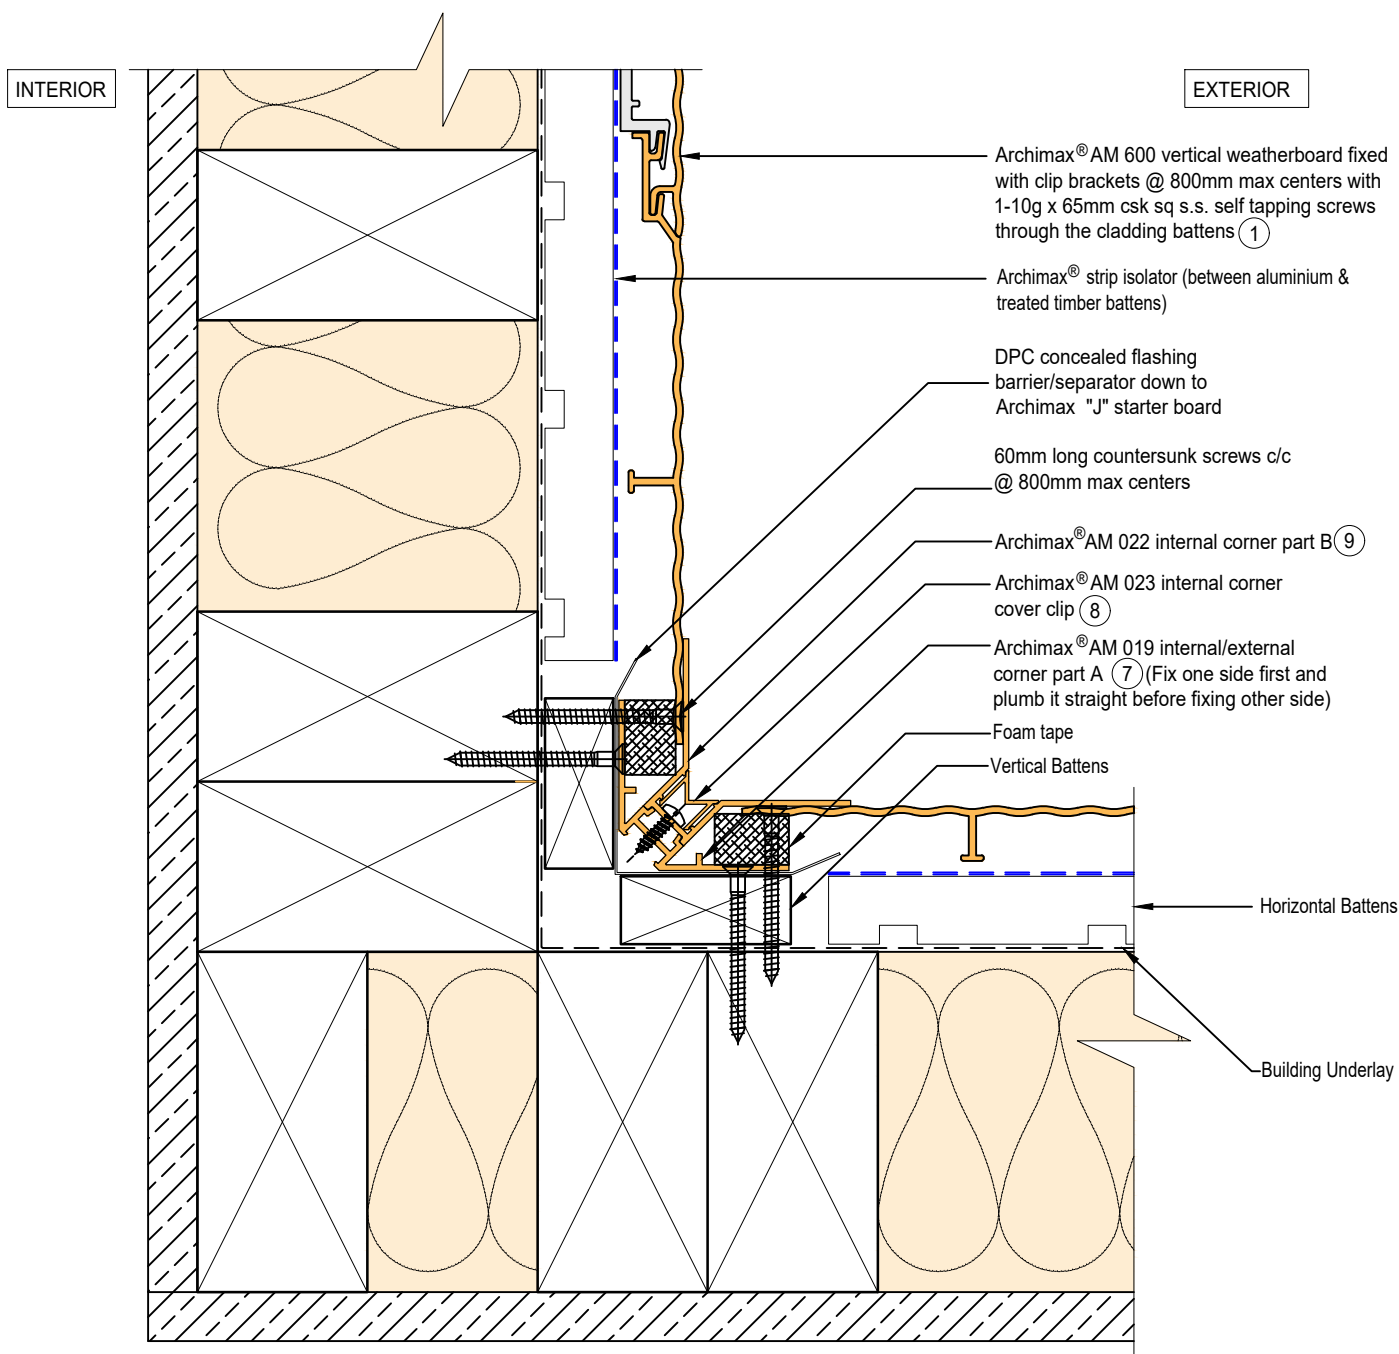 INTERIOR
EXTERIOR
Archimax® AM 600 vertical weatherboard fixed
with clip brackets @ 800mm max centers with
1-10g x 65mm csk sq s.s. self tapping screws
through the cladding battens 1
Archimax® strip isolator (between aluminium &
treated timber battens)
DPC concealed flashing
barrier/separator down to
Archimax "J" starter board
60mm long countersunk screws c/c
@ 800mm max centers
Archimax® AM 022 internal corner part B 9
Archimax® AM 023 internal corner
cover clip 8
Archimax® AM 019 internal/external
corner part A 7 (Fix one side first and
plumb it straight before fixing other side)
Foam tape
Vertical Battens
Horizontal Battens
Building Underlay